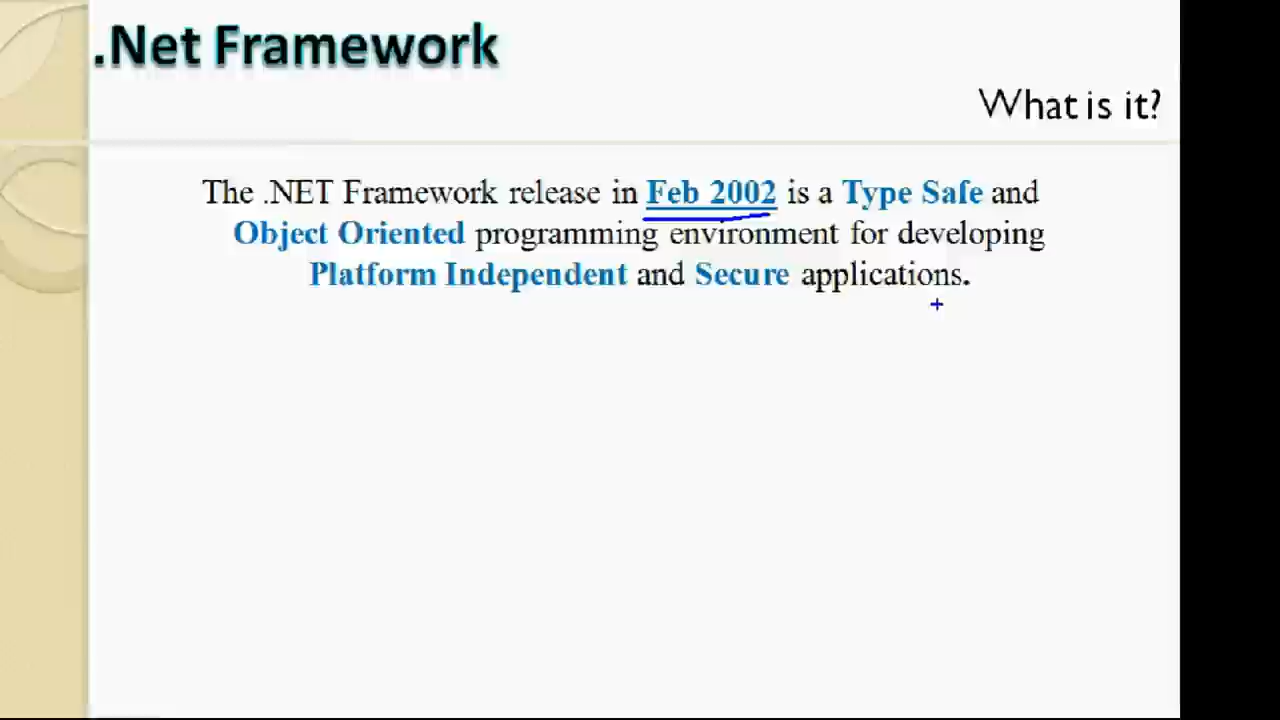 .Net Framework
What is it?
The .NET Framework release in Feb 2002 is a Type Safe and
Object Oriented programming environment for developing
Platform Independent and Secure applications.